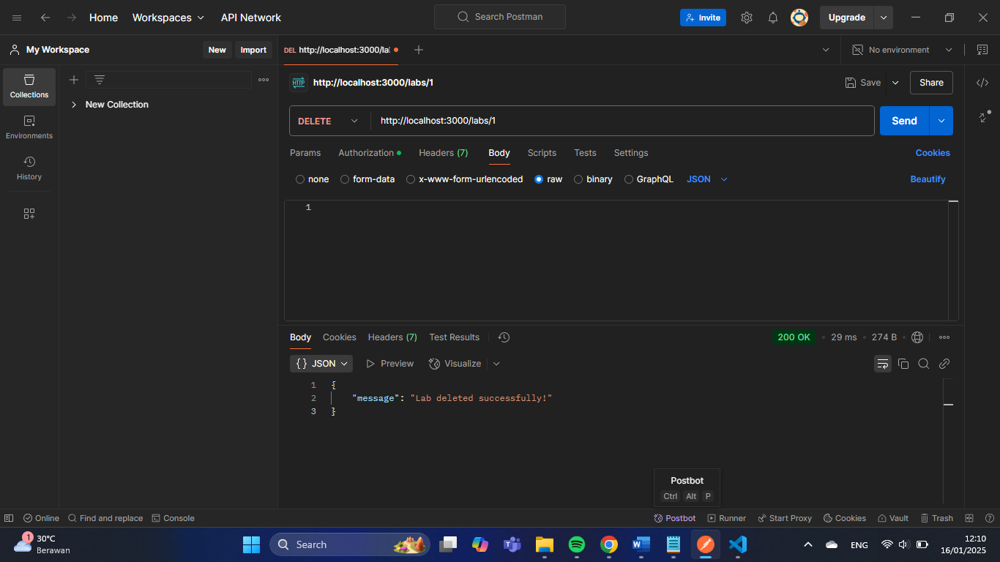 Home Workspaces API Network Search Postman Invite Upgrade
My Workspace New Import DEL http://localhost:3000/la No environment
Collections
New Collection
Environments
History
HTTP http://localhost:3000/labs/1 Save Share
DELETE http://localhost:3000/labs/1 Send
Params Authorization Headers (7) Body Scripts Tests Settings Cookies
none form-data x-www-form-urlencoded raw binary GraphQL JSON Beautify
1
Body Cookies Headers (7) Test Results 200 OK 29 ms 274 B
{} JSON Preview Visualize
1 {
2 "message": "Lab deleted successfully!"
3 }
Postbot
Ctrl Alt P
Online Find and replace Console Postbot Runner Start Proxy Cookies Vault Trash
1 30°C
Berawan
Search
ENG
12:10
16/01/2025